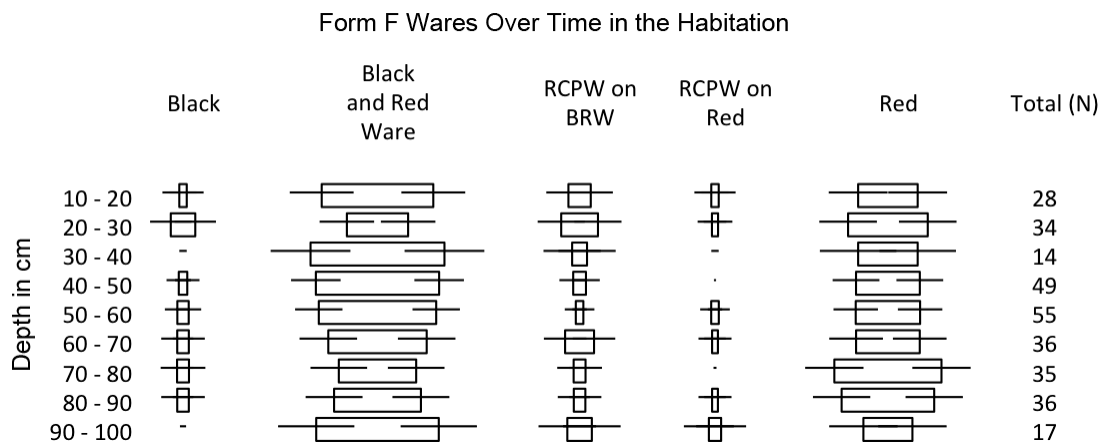 Form F Wares Over Time in the Habitation
Black
Black
and Red
Ware
RCPW on
BRW
RCPW on
Red
Red
Total (N)
Depth in cm
10 - 20 28
20 - 30 34
30 - 40 14
40 - 50 49
50 - 60 55
60 - 70 36
70 - 80 35
80 - 90 36
90 - 100 17